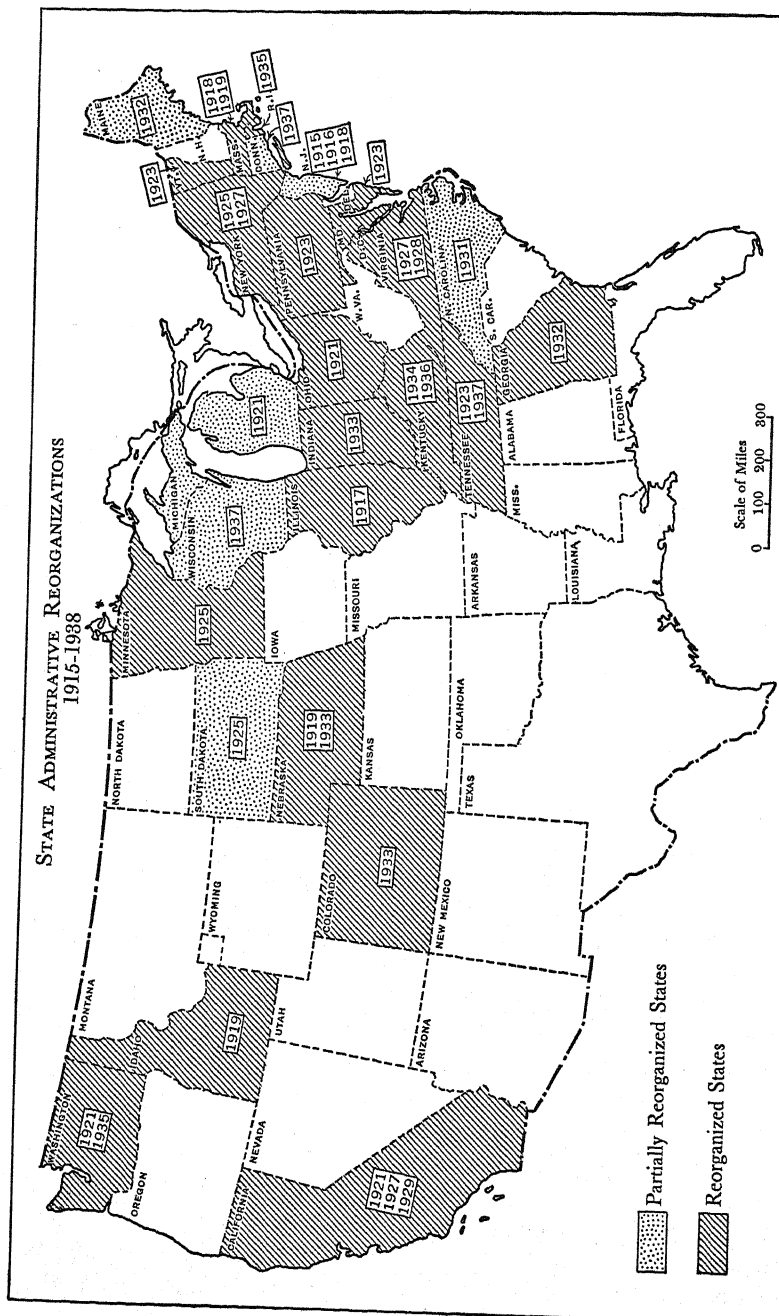 STATE ADMINISTRATIVE REORGANIZATIONS
1915-1938
WASHINGTON
1921
1935
OREGON
CALIFORNIA
1921
1927
1929
NEVADA
IDAHO
1919
MONTANA
WYOMING
UTAH
ARIZONA
COLORADO
1933
NEW MEXICO
NORTH DAKOTA
SOUTH DAKOTA
1925
NEBRASKA
1919
1933
KANSAS
OKLAHOMA
TEXAS
MINNESOTA
1925
IOWA
MISSOURI
ARKANSAS
LOUISIANA
WISCONSIN
1937
MICHIGAN
1921
ILLINOIS
1917
INDIANA
1933
OHIO
1921
KENTUCKY
1934
1936
TENNESSEE
1923
1937
MISS.
ALABAMA
GEORGIA
1932
FLORIDA
S. CAR.
CAROLINA
1931
VIRGINIA
1927
1928
W.VA.
MD.
D.C.
DEL.
1923
PENNSYLVANIA
1923
N.J.
1915
1916
1918
NEW YORK
1925
1927
CONN.
1937
R.I.
1935
MASS.
1918
1919
VT.
1923
N.H.
MAINE
1932
Partially Reorganized States
Reorganized States
Scale of Miles
0 100 200 300